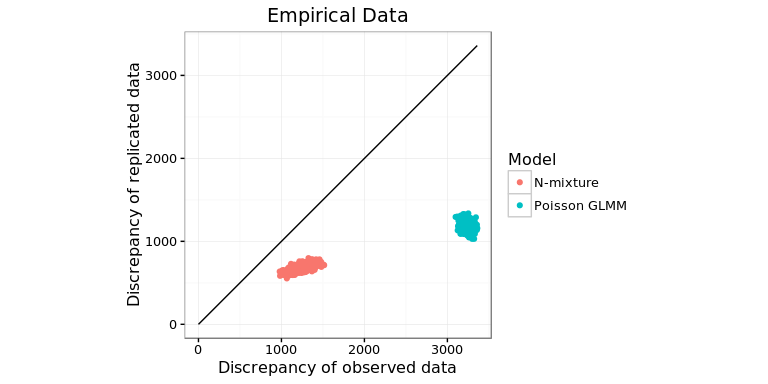 Empirical Data
Discrepancy of replicated data
3000
2000
1000
0
0 1000 2000 3000
Discrepancy of observed data
Model
N-mixture
Poisson GLMM